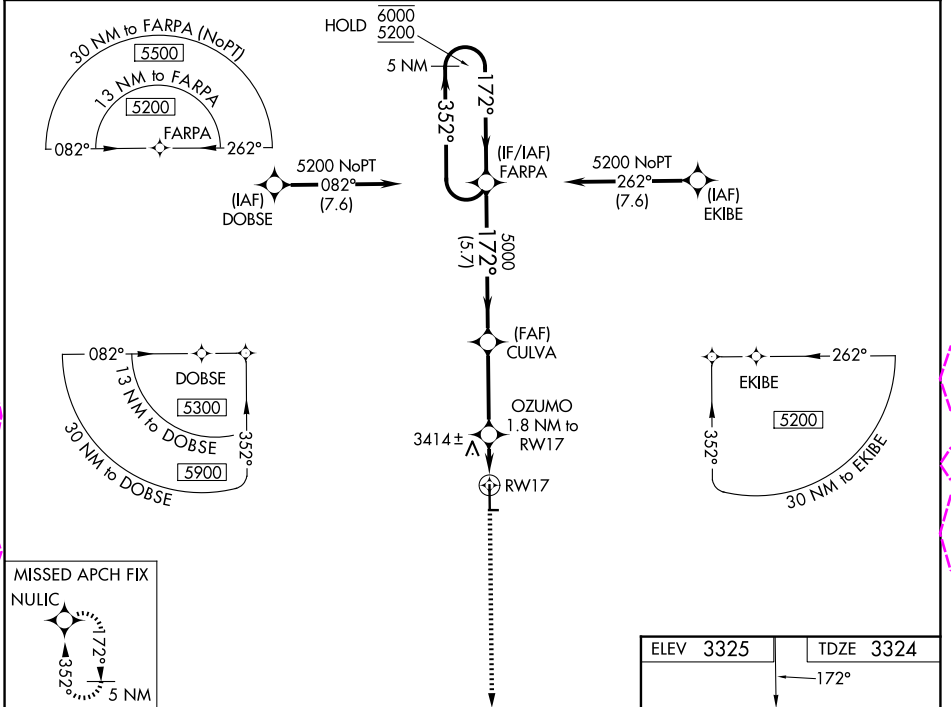 30 NM to FARPA (NoPT)
5500
13 NM to FARPA
5200
FARPA
082°
262°
HOLD
6000
5200
5 NM
352°
172°
(IF/IAF)
FARPA
5200 NoPT
082°
(7.6)
(IAF)
DOBSE
5200 NoPT
262°
(7.6)
(IAF)
EKIBE
5000
172°
(5.7)
(FAF)
CULVA
OZUMO
1.8 NM to
RW17
3414±
RW17
082°
DOBSE
5300
13 NM to DOBSE
352°
5900
30 NM to DOBSE
262°
EKIBE
5200
352°
30 NM to EKIBE
MISSED APCH FIX
NULIC
172°
352°
5 NM
ELEV 3325
TDZE 3324
172°